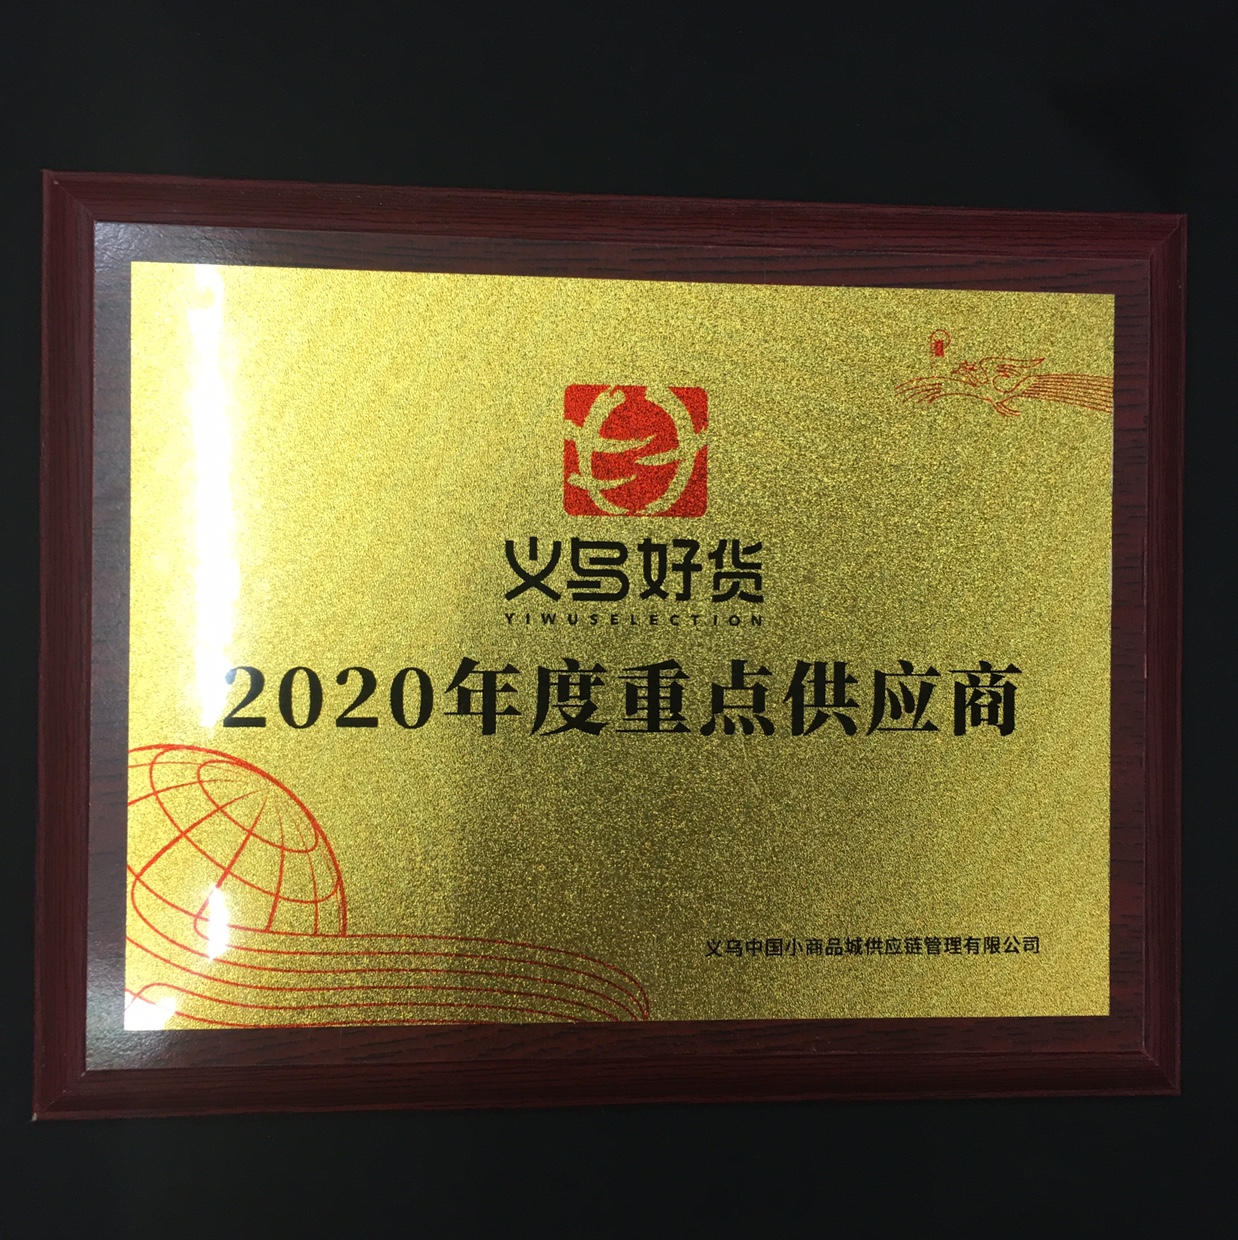 义乌好货
YIWUSELECTION
2020年度重点供应商
义乌中国小商品城供应链管理有限公司